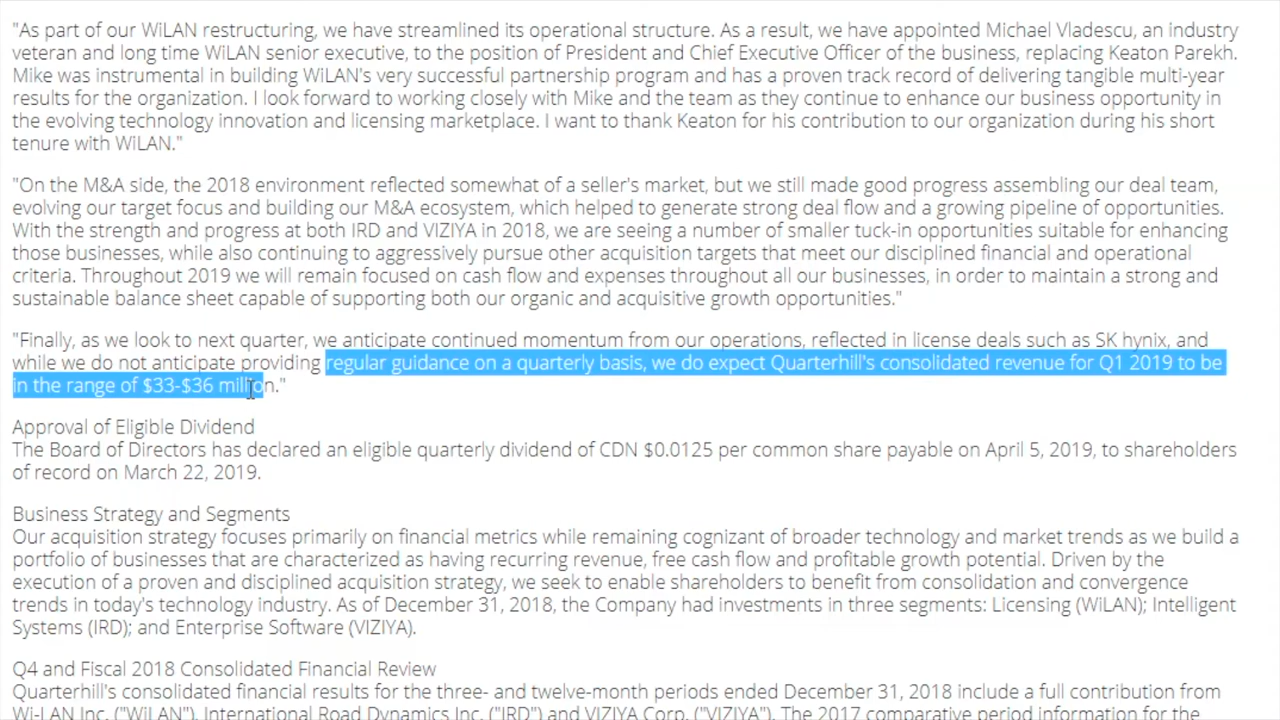 "As part of our WiLAN restructuring, we have streamlined its operational structure. As a result, we have appointed Michael Vladescu, an industry
veteran and long time WiLAN senior executive, to the position of President and Chief Executive Officer of the business, replacing Keaton Parekh.
Mike was instrumental in building WiLAN's very successful partnership program and has a proven track record of delivering tangible multi-year
results for the organization. I look forward to working closely with Mike and the team as they continue to enhance our business opportunity in
the evolving technology innovation and licensing marketplace. I want to thank Keaton for his contribution to our organization during his short
tenure with WiLAN."
"On the M&A side, the 2018 environment reflected somewhat of a seller's market, but we still made good progress assembling our deal team,
evolving our target focus and building our M&A ecosystem, which helped to generate strong deal flow and a growing pipeline of opportunities.
With the strength and progress at both IRD and VIZIYA in 2018, we are seeing a number of smaller tuck-in opportunities suitable for enhancing
those businesses, while also continuing to aggressively pursue other acquisition targets that meet our disciplined financial and operational
criteria. Throughout 2019 we will remain focused on cash flow and expenses throughout all our businesses, in order to maintain a strong and
sustainable balance sheet capable of supporting both our organic and acquisitive growth opportunities."
"Finally, as we look to next quarter, we anticipate continued momentum from our operations, reflected in license deals such as SK hynix, and
while we do not anticipate providing regular guidance on a quarterly basis, we do expect Quarterhill's consolidated revenue for Q1 2019 to be
in the range of $33-$36 million."
Approval of Eligible Dividend
The Board of Directors has declared an eligible quarterly dividend of CDN $0.0125 per common share payable on April 5, 2019, to shareholders
of record on March 22, 2019.
Business Strategy and Segments
Our acquisition strategy focuses primarily on financial metrics while remaining cognizant of broader technology and market trends as we build a
portfolio of businesses that are characterized as having recurring revenue, free cash flow and profitable growth potential. Driven by the
execution of a proven and disciplined acquisition strategy, we seek to enable shareholders to benefit from consolidation and convergence
trends in today's technology industry. As of December 31, 2018, the Company had investments in three segments: Licensing (WiLAN); Intelligent
Systems (IRD); and Enterprise Software (VIZIYA).
Q4 and Fiscal 2018 Consolidated Financial Review
Quarterhill's consolidated financial results for the three- and twelve-month periods ended December 31, 2018 include a full contribution from
Wi-LAN Inc. ("WiLAN"), International Road Dynamics Inc. ("IRD") and VIZIYA Corp. ("VIZIYA"). The 2017 comparative period information for the